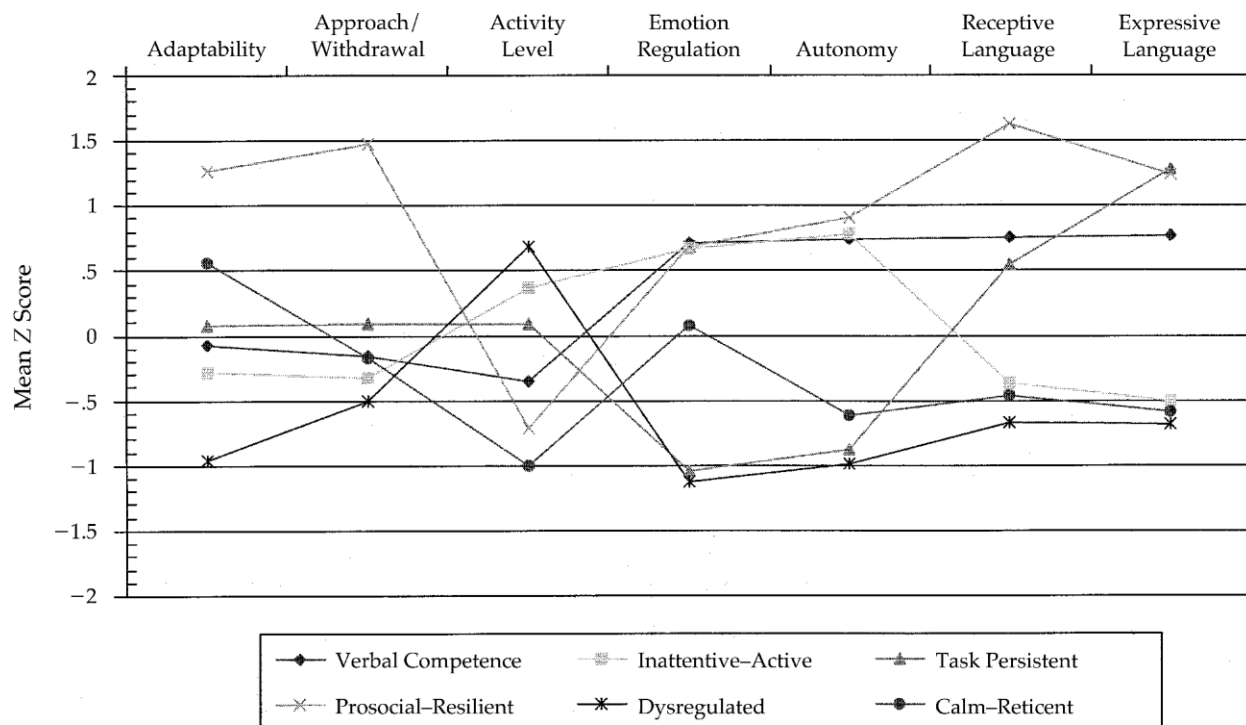 Approach/ Activity Emotion Receptive Expressive
Adaptability Withdrawal Level Regulation Autonomy Language Language
2
1.5
1
.5
0
−.5
−1
−1.5
−2
Mean Z Score
Verbal Competence Inattentive–Active Task Persistent
Prosocial–Resilient Dysregulated Calm–Reticent